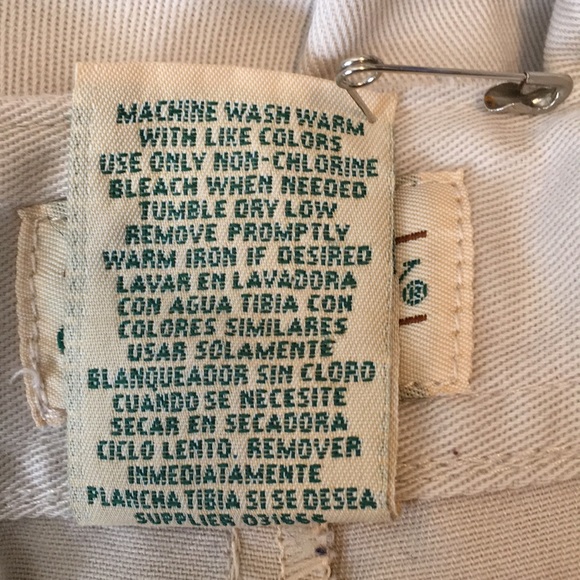 MACHINE WASH WARM
WITH LIKE COLORS
USE ONLY NON-CHLORINE
BLEACH WHEN NEEDED
TUMBLE DRY LOW
REMOVE PROMPTLY
WARM IRON IF DESIRED
LAVAR EN LAVADORA
CON AGUA TIBIA CON
COLORES SIMILARES
USAR SOLAMENTE
BLANQUEADOR SIN CLORO
CUANDO SE NECESITE
SECAR EN SECADORA
CICLO LENTO. REMOVER
INMEDIATAMENTE
PLANCHA TIBIA SI SE DESEA
SUPPLIER 031666